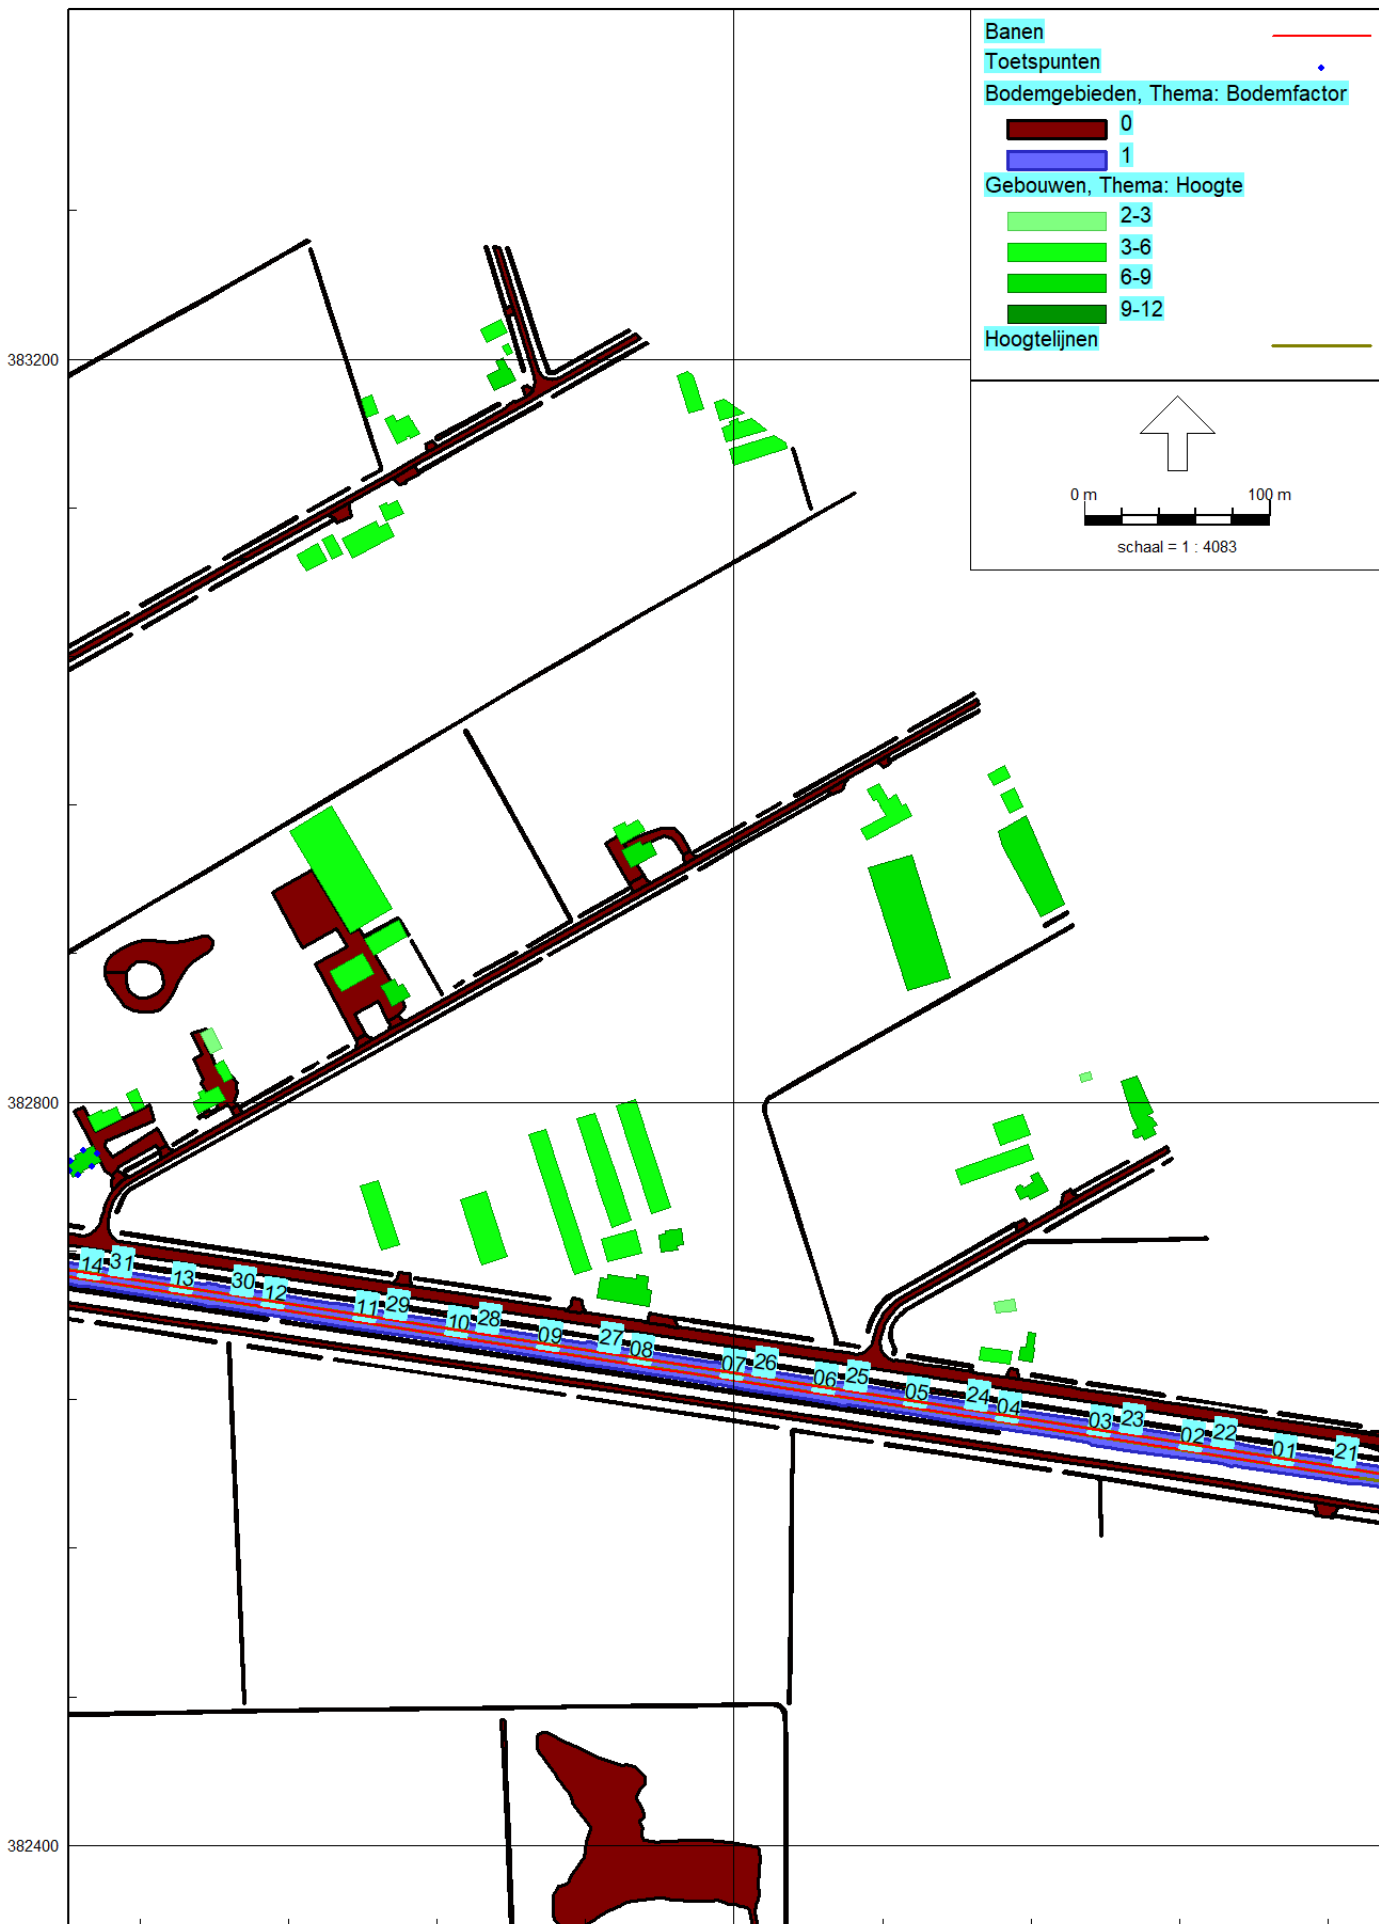 Banen
Toetspunten
Bodemgebieden, Thema: Bodemfactor
0
1
Gebouwen, Thema: Hoogte
2-3
3-6
6-9
9-12
Hoogtelijnen
383200
0 m 100 m
schaal = 1 : 4083
382800
14 31 13 30 12 11 29 10 28 09 27 08 07 26 06 25 05 24 04 03 23 02 22 01 21
382400